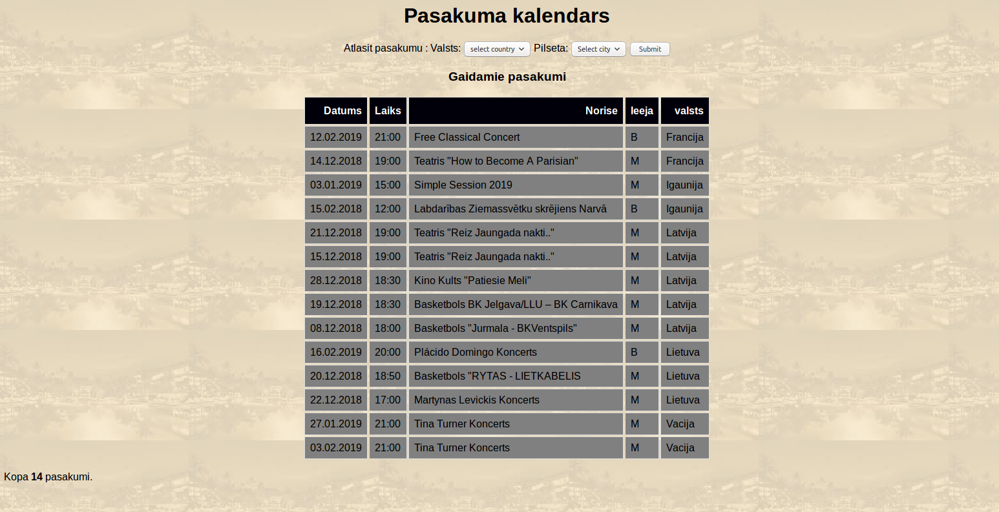 Pasakuma kalendars
Atlasit pasakumu : Valsts: select country Pilseta: Select city Submit
Gaidamie pasakumi
Datums Laiks Norise Ieeja valsts
12.02.2019 21:00 Free Classical Concert B Francija
14.12.2018 19:00 Teatris "How to Become A Parisian" M Francija
03.01.2019 15:00 Simple Session 2019 M Igaunija
15.02.2018 12:00 Labdarības Ziemassvētku skrējiens Narvā B Igaunija
21.12.2018 19:00 Teatris "Reiz Jaungada nakti.." M Latvija
15.12.2018 19:00 Teatris "Reiz Jaungada nakti.." M Latvija
28.12.2018 18:30 Kino Kults "Patiesie Meli" M Latvija
19.12.2018 18:30 Basketbols BK Jelgava/LLU – BK Carnikava M Latvija
08.12.2018 18:00 Basketbols "Jurmala - BKVentspils" M Latvija
16.02.2019 20:00 Plácido Domingo Koncerts B Lietuva
20.12.2018 18:50 Basketbols "RYTAS - LIETKABELIS M Lietuva
22.12.2018 17:00 Martynas Levickis Koncerts M Lietuva
27.01.2019 21:00 Tina Turner Koncerts M Vacija
03.02.2019 21:00 Tina Turner Koncerts M Vacija
Kopa 14 pasakumi.